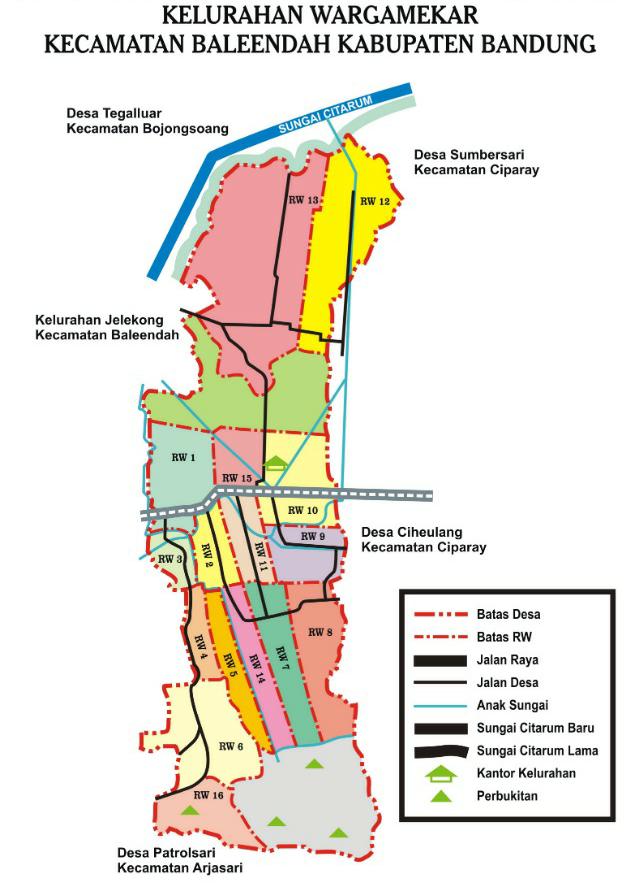 KELURAHAN WARGAMEKAR
KECAMATAN BALEENDAH KABUPATEN BANDUNG
SUNGAI CITARUM
Desa Tegalluar
Kecamatan Bojongsoang
Desa Sumbersari
Kecamatan Ciparay
RW 13
RW 12
Kelurahan Jelekong
Kecamatan Baleendah
RW 1
RW 15
RW 10
RW 9
Desa Ciheulang
Kecamatan Ciparay
RW 3
RW 2
RW 11
RW 4
RW 5
RW 14
RW 7
RW 8
RW 6
RW 16
Desa Patrolsari
Kecamatan Arjasari
Batas Desa
Batas RW
Jalan Raya
Jalan Desa
Anak Sungai
Sungai Citarum Baru
Sungai Citarum Lama
Kantor Kelurahan
Perbukitan